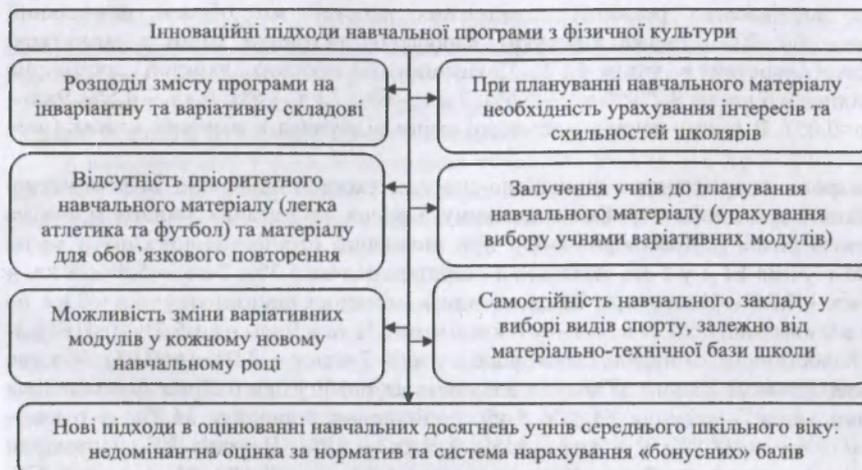 Інноваційні підходи навчальної програми з фізичної культури
Розподіл змісту програми на
інваріантну та варіативну складові
При плануванні навчального матеріалу
необхідність урахування інтересів та
схильностей школярів
Відсутність пріоритетного
навчального матеріалу (легка
атлетика та футбол) та матеріалу
для обов'язкового повторення
Залучення учнів до планування
навчального матеріалу (урахування
вибору учнями варіативних модулів)
Можливість зміни варіативних
модулів у кожному новому
навчальному році
Самостійність навчального закладу у
виборі видів спорту, залежно від
матеріально-технічної бази школи
Нові підходи в оцінюванні навчальних досягнень учнів середнього шкільного віку:
недомінантна оцінка за норматив та система нарахування «бонусних» балів